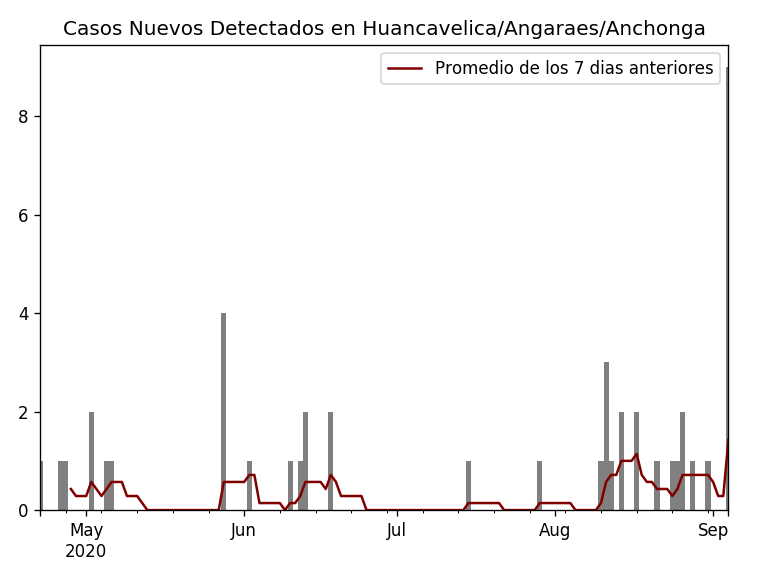 Casos Nuevos Detectados en Huancavelica/Angaraes/Anchonga
Promedio de los 7 dias anteriores
8
6
4
2
0
May Jun Jul Aug Sep
2020